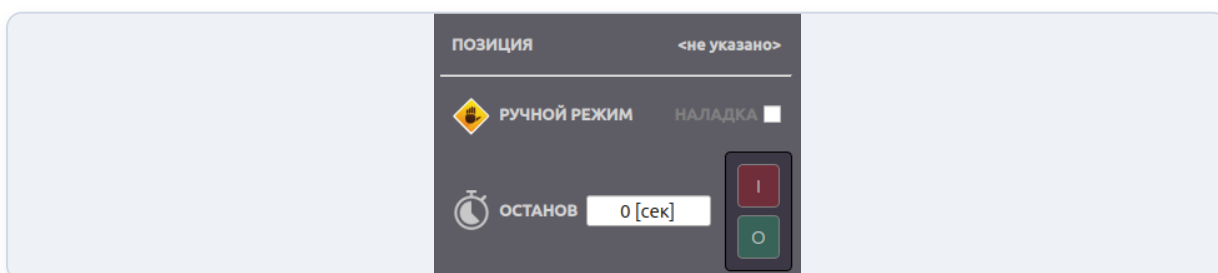 ПОЗИЦИЯ <не указано>
РУЧНОЙ РЕЖИМ НАЛАДКА
I
ОСТАНОВ 0 [сек]
O